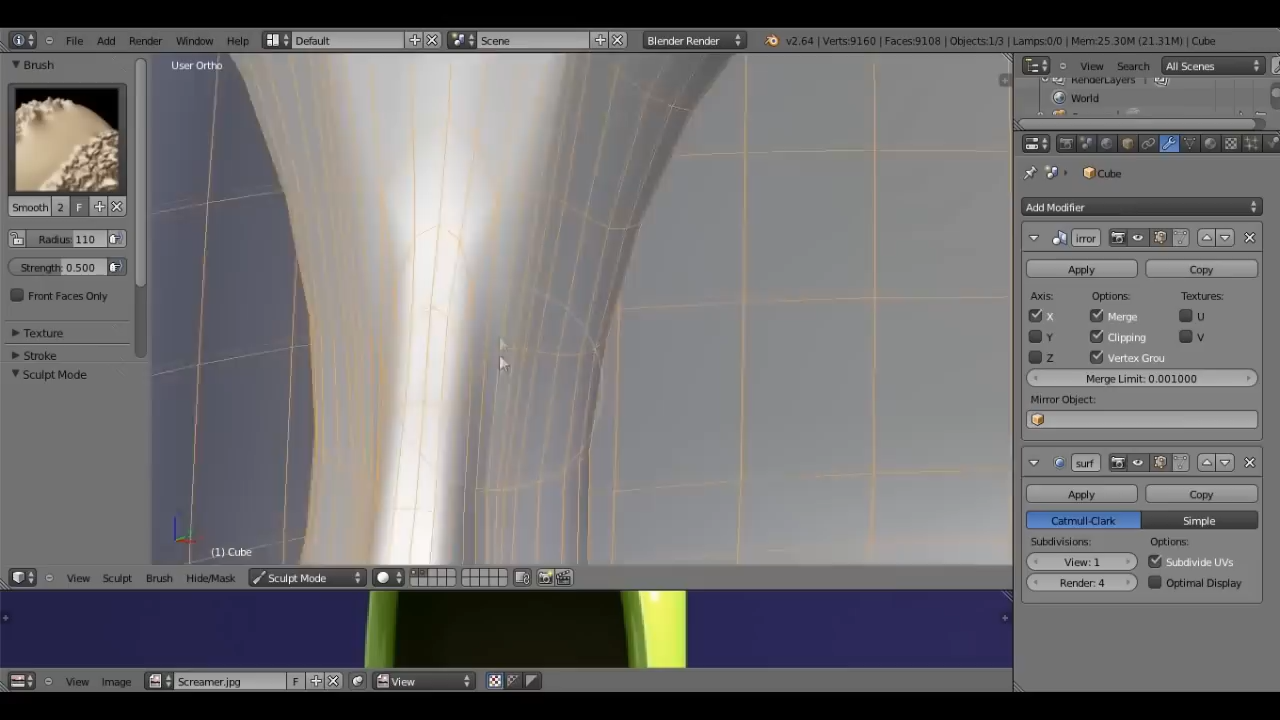 File Add Render Window Help Default Scene Blender Render v2.64 | Verts:9160 | Faces:9108 | Objects:1/3 | Lamps:0/0 | Mem:25.30M (21.31M) | Cube
Brush
User Ortho
View Search All Scenes
RenderLayers
World
Cube
Smooth 2 F
Add Modifier
Radius: 110
irror
Strength: 0.500
Apply Copy
Front Faces Only
Axis: Options: Textures:
X Merge U
Texture
Y Clipping V
Stroke
Z Vertex Grou
Sculpt Mode
Merge Limit: 0.001000
Mirror Object:
surf
Apply Copy
Catmull-Clark Simple
Subdivisions: Options:
(1) Cube
View: 1 Subdivide UVs
View Sculpt Brush Hide/Mask Sculpt Mode
Render: 4 Optimal Display
View Image Screamer.jpg F View